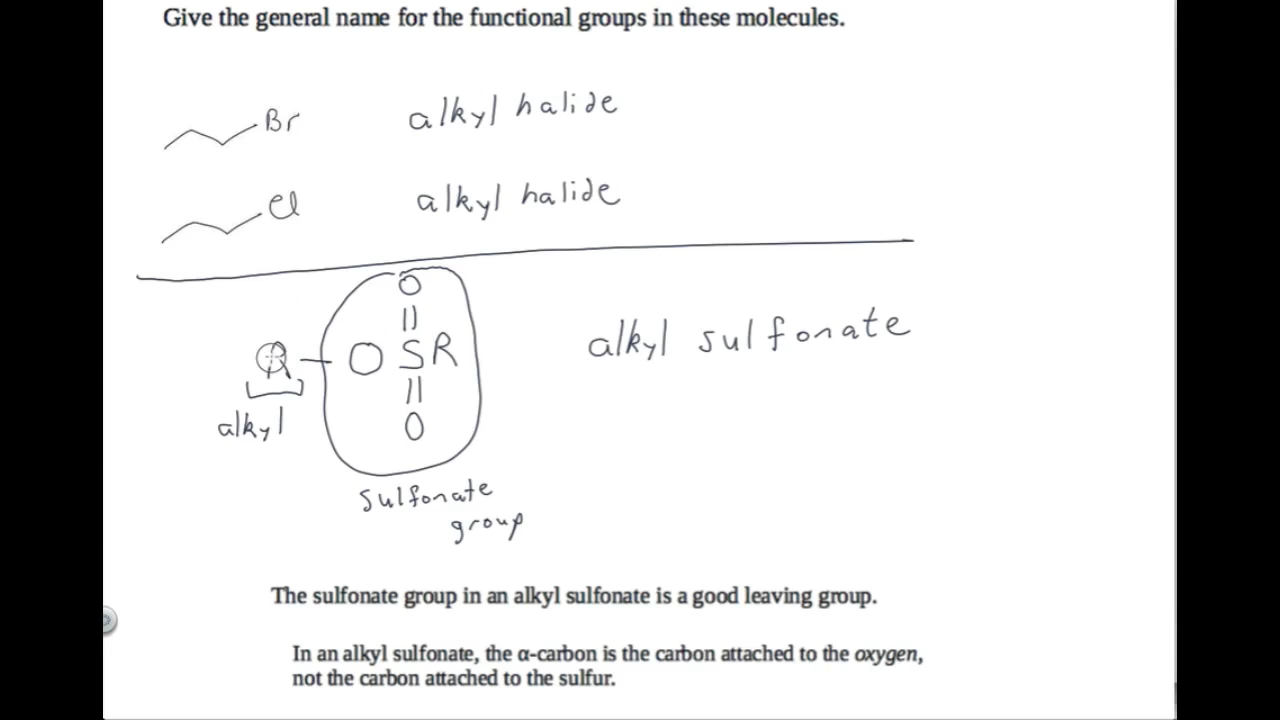 Give the general name for the functional groups in these molecules.
Br alkyl halide
Cl alkyl halide
O
||
R - O S R alkyl sulfonate
||
O
alkyl
sulfonate
group
The sulfonate group in an alkyl sulfonate is a good leaving group.
In an alkyl sulfonate, the α-carbon is the carbon attached to the oxygen,
not the carbon attached to the sulfur.